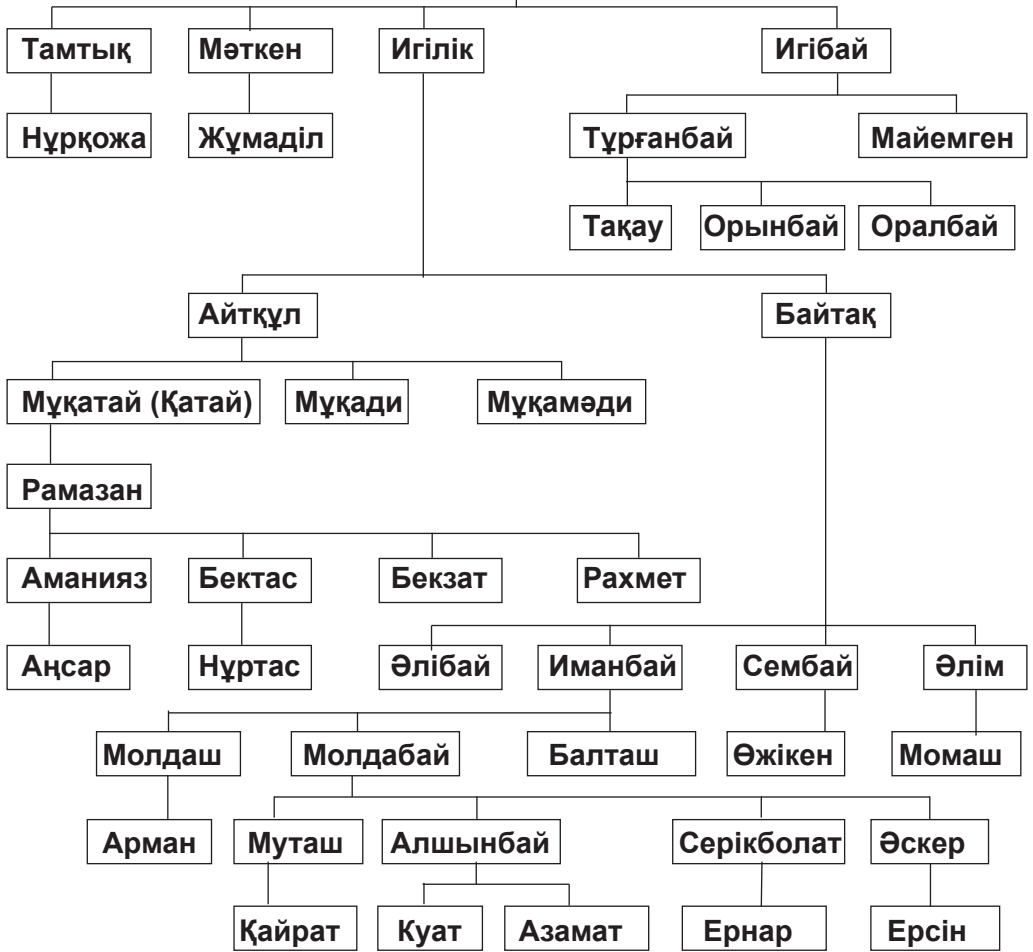 Тамтық Мәткен Игілік Игібай
Нұрқожа Жұмаділ Тұрғанбай Майемген
Тақау Орынбай Оралбай
Айтқұл Байтақ
Мұқатай (Қатай) Мұқади Мұқамәди
Рамазан
Аманияз Бектас Бекзат Рахмет
Аңсар Нұртас Әлібай Иманбай Сембай Әлім
Молдаш Молдабай Балташ Өжікен Момаш
Арман Муташ Алшынбай Серікболат Әскер
Қайрат Куат Азамат Ернар Ерсін